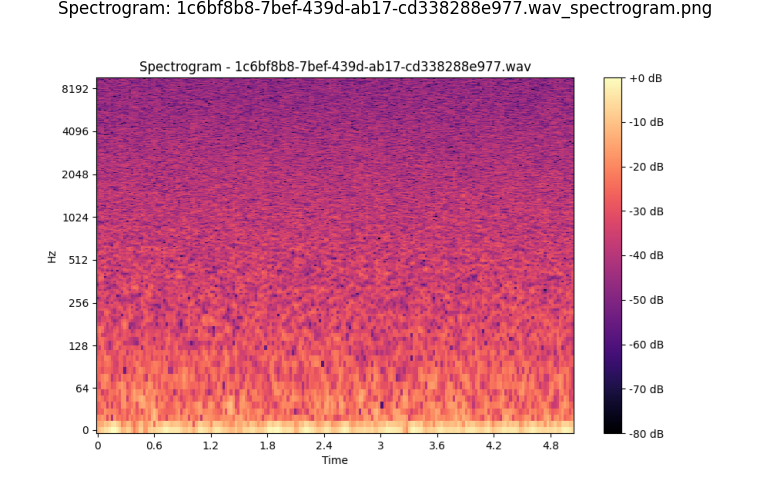 Spectrogram: 1c6bf8b8-7bef-439d-ab17-cd338288e977.wav_spectrogram.png
Spectrogram - 1c6bf8b8-7bef-439d-ab17-cd338288e977.wav
8192
4096
2048
1024
512
256
128
64
0
Hz
0 0.6 1.2 1.8 2.4 3 3.6 4.2 4.8
Time
+0 dB
-10 dB
-20 dB
-30 dB
-40 dB
-50 dB
-60 dB
-70 dB
-80 dB